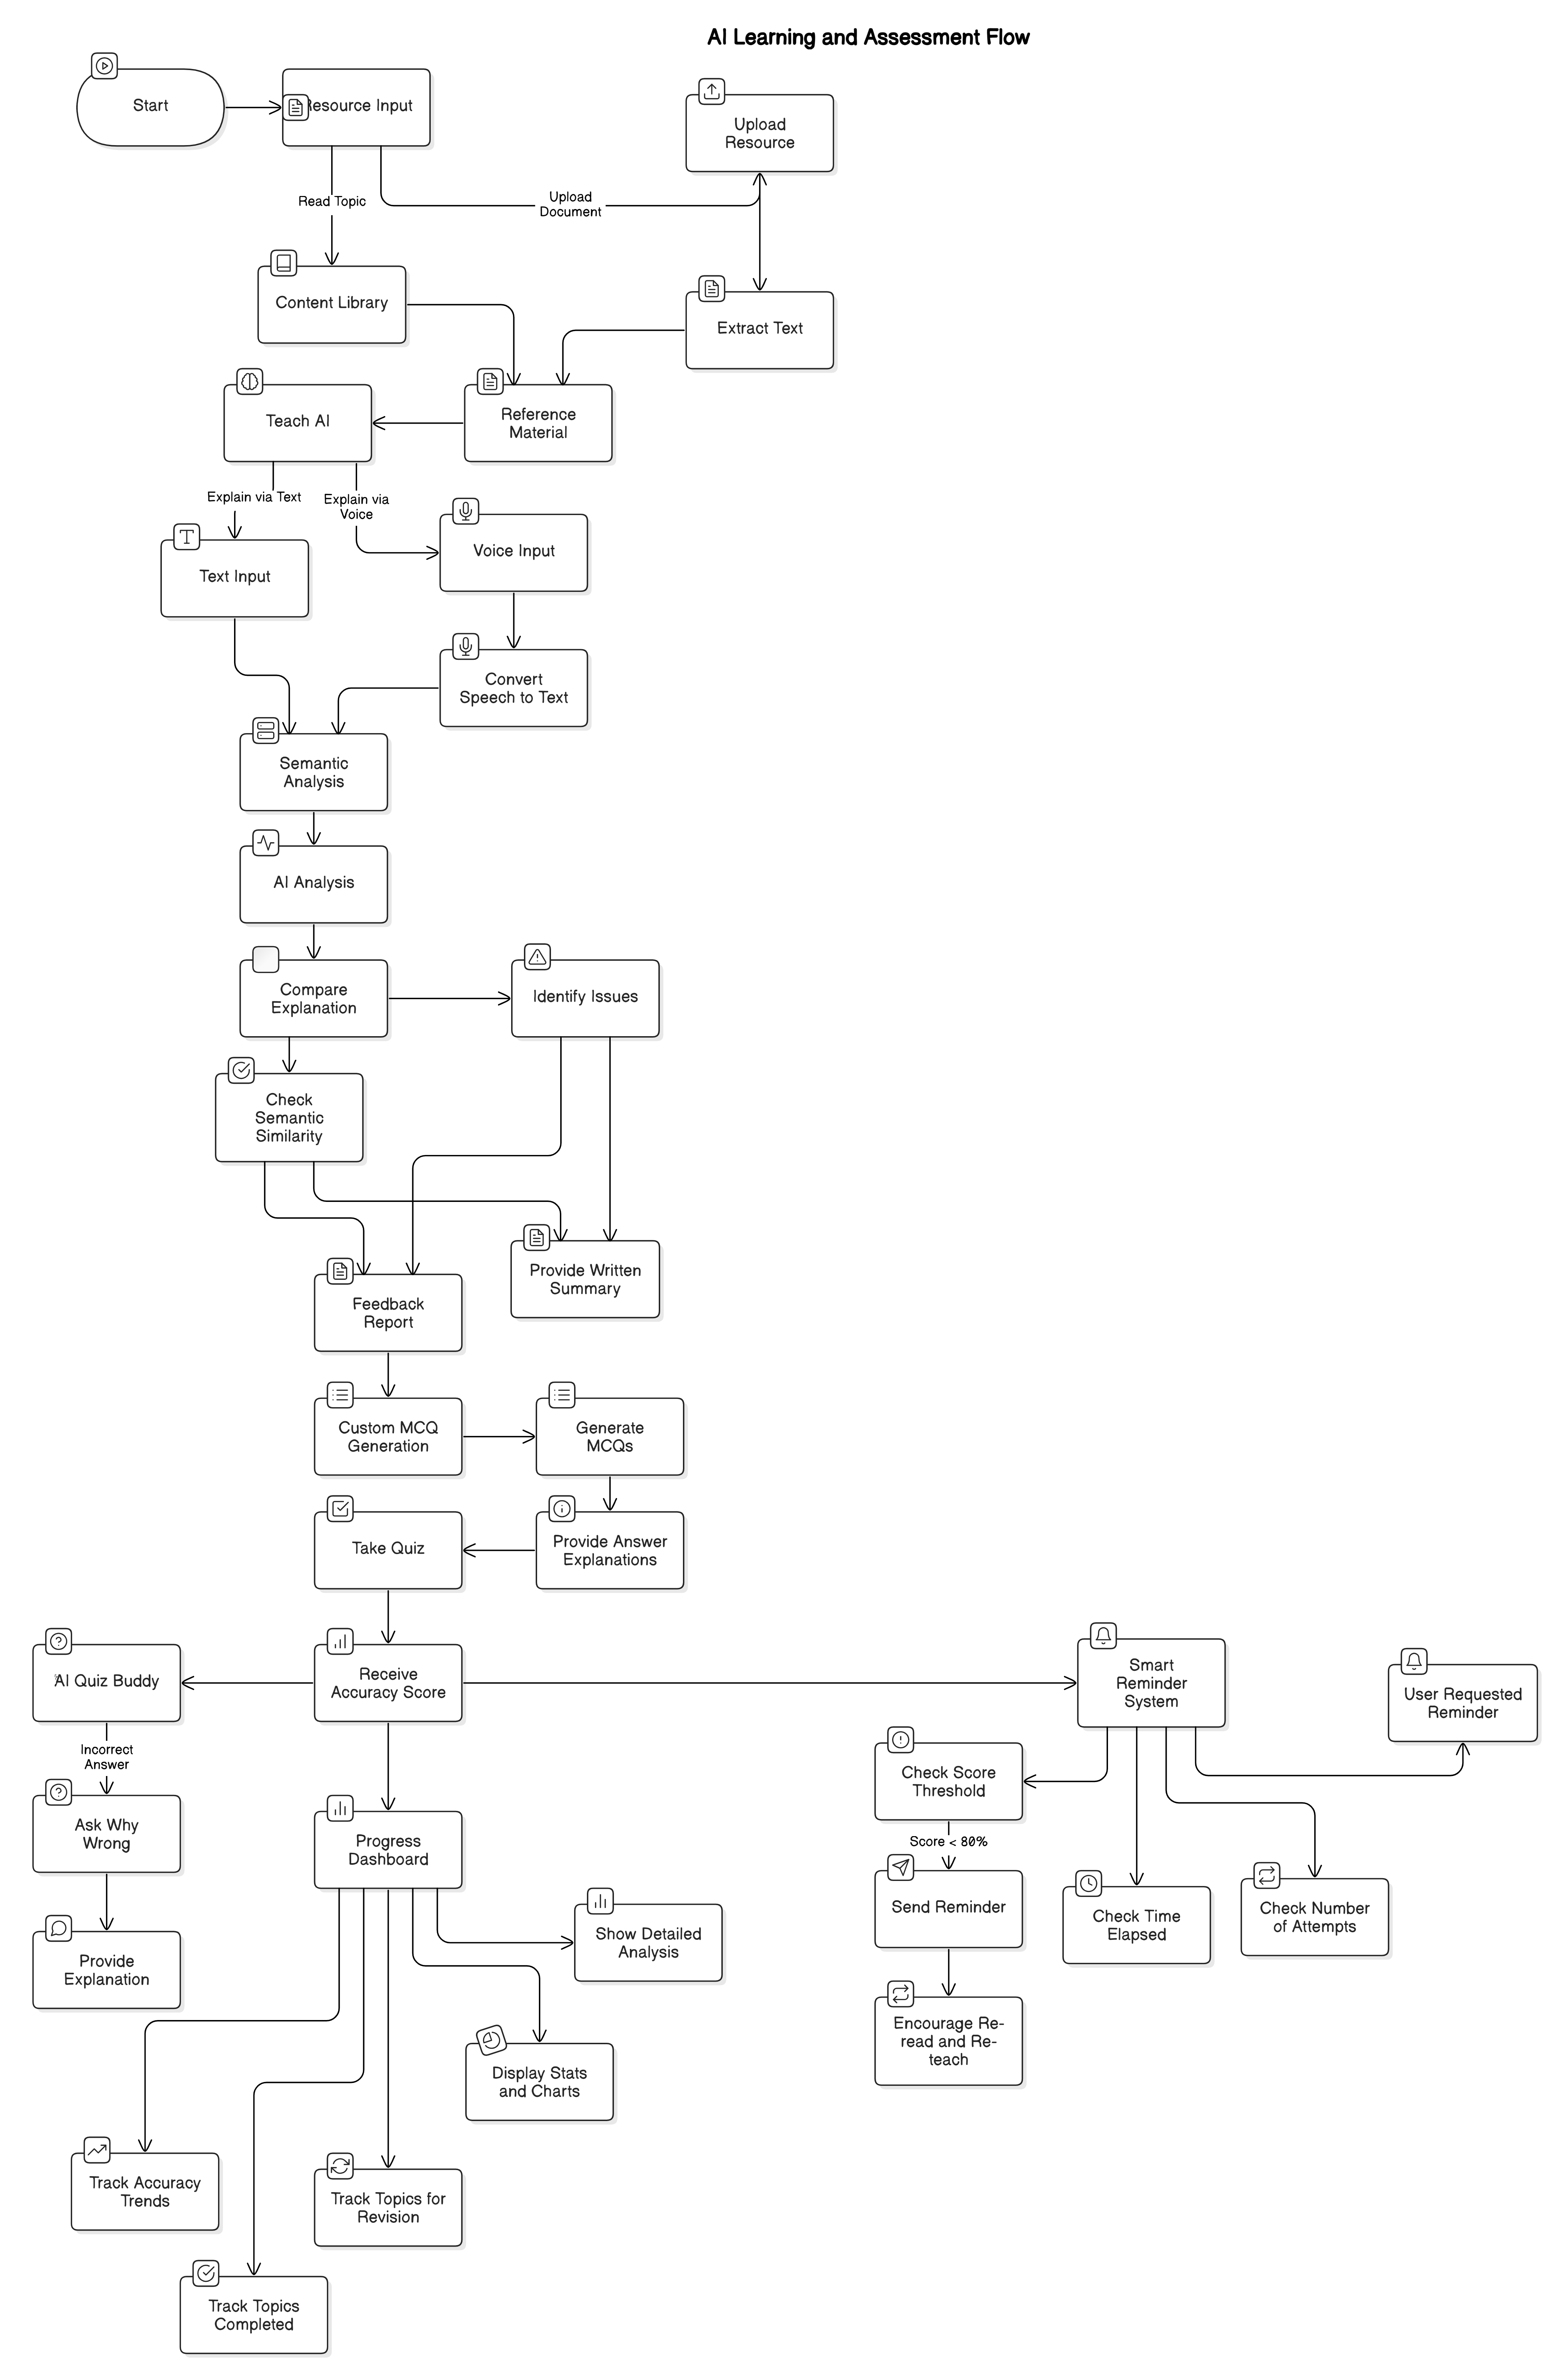 AI Learning and Assessment Flow
Start
Resource Input
Upload
Resource
Read Topic
Upload
Document
Content Library
Extract Text
Teach AI
Reference
Material
Explain via Text
Explain via
Voice
Voice Input
Text Input
Convert
Speech to Text
Semantic
Analysis
AI Analysis
Compare
Explanation
Identify Issues
Check
Semantic
Similarity
Provide Written
Summary
Feedback
Report
Custom MCQ
Generation
Generate
MCQs
Take Quiz
Provide Answer
Explanations
AI Quiz Buddy
Receive
Accuracy Score
Smart
Reminder
System
User Requested
Reminder
Incorrect
Answer
Check Score
Threshold
Ask Why
Wrong
Progress
Dashboard
Score < 80%
Send Reminder
Check Time
Elapsed
Check Number
of Attempts
Show Detailed
Analysis
Provide
Explanation
Encourage Re-
read and Re-
teach
Display Stats
and Charts
Track Accuracy
Trends
Track Topics for
Revision
Track Topics
Completed